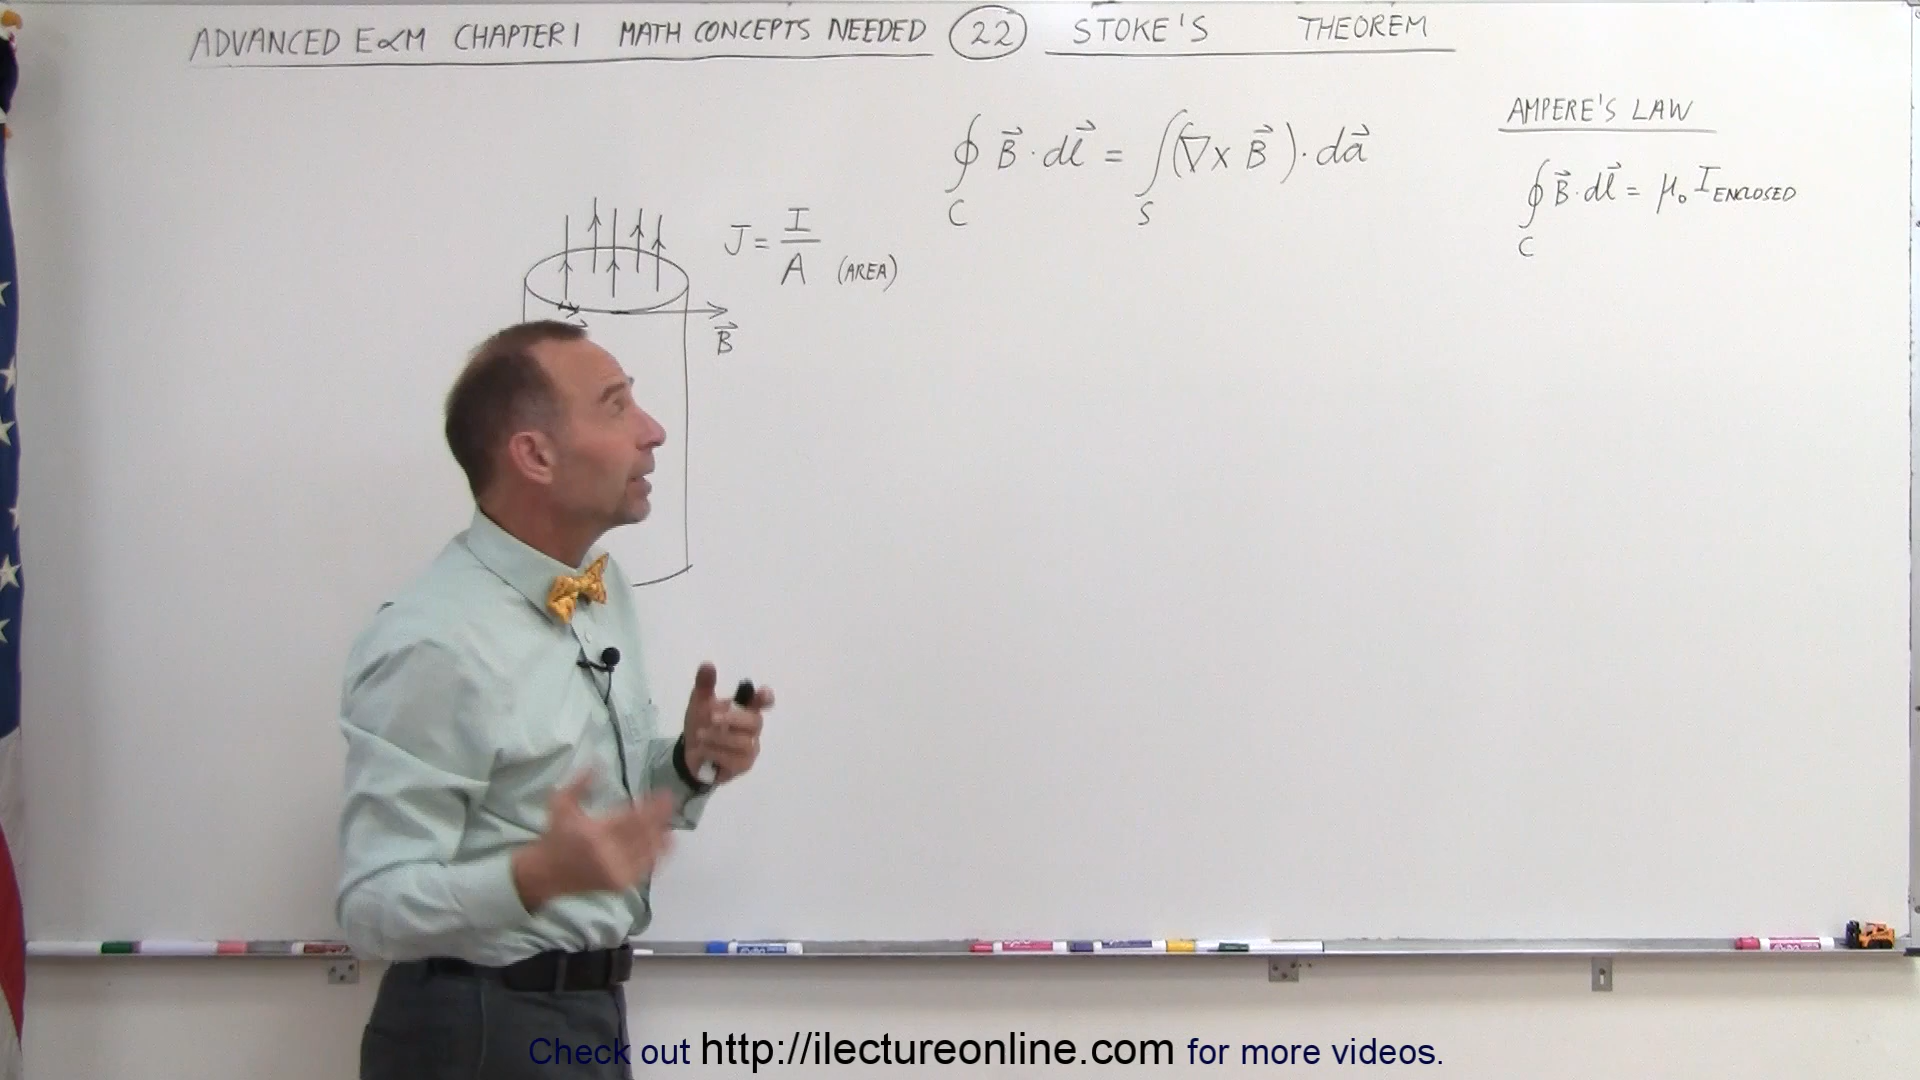 ADVANCED E&M CHAPTER 1 MATH CONCEPTS NEEDED 22 STOKE'S THEOREM
∮ B⃗ · dl⃗ = ∫ (∇ x B⃗) · da⃗
C S
AMPERE'S LAW
∮ B⃗ · dl⃗ = μ₀ I ENCLOSED
C
J = I / A (AREA)
B⃗
Check out http://ilectureonline.com for more videos.